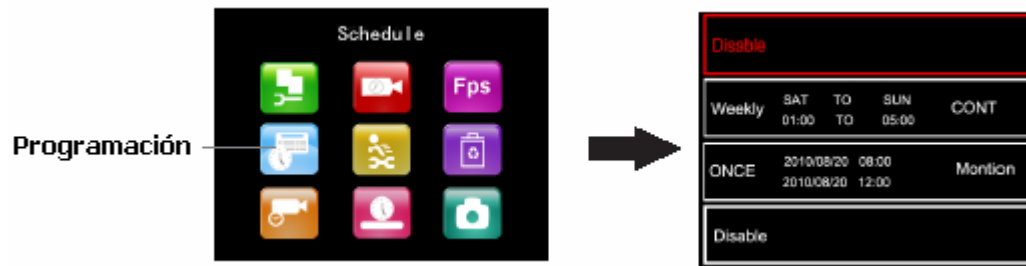 Schedule
Fps
Programación
Disable
Weekly SAT TO SUN CONT
01:00 TO 05:00
ONCE 2010/08/20 08:00 Montion
2010/08/20 12:00
Disable